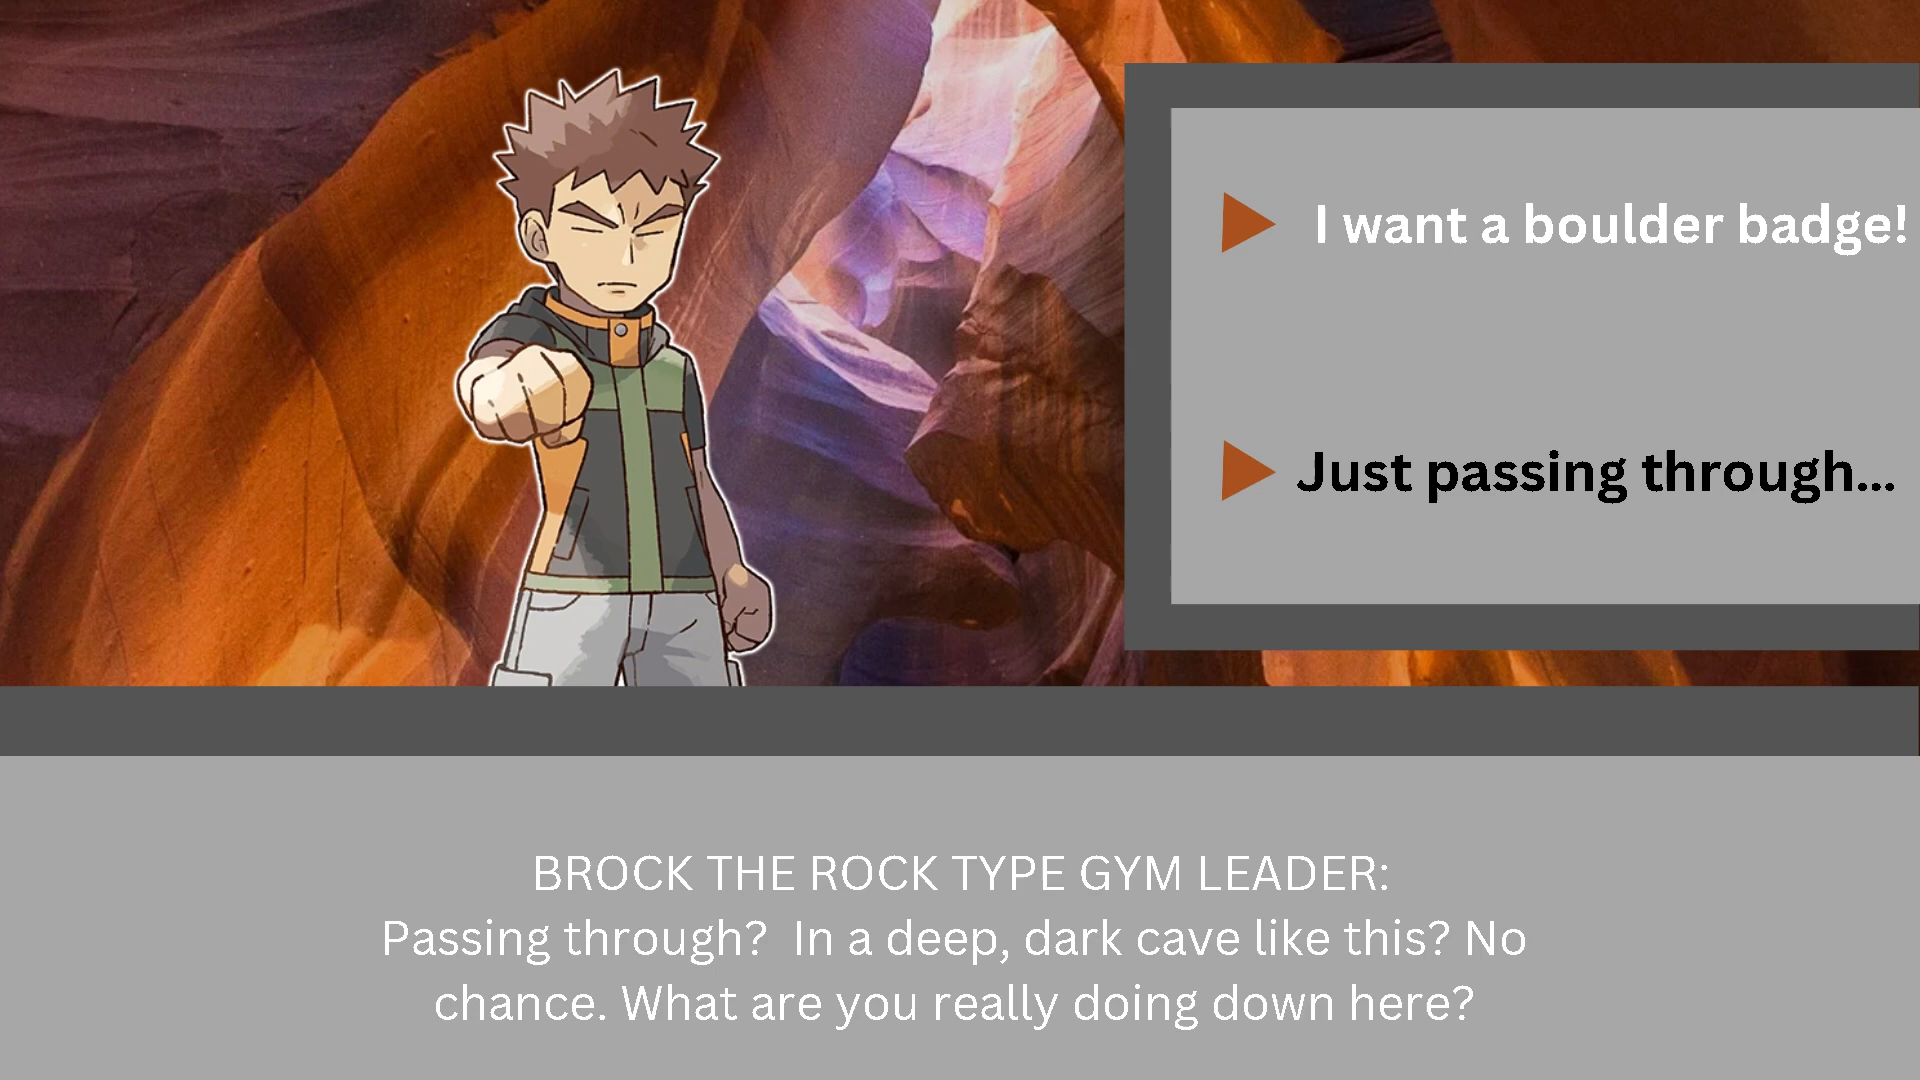 I want a boulder badge!
Just passing through...
BROCK THE ROCK TYPE GYM LEADER:
Passing through?  In a deep, dark cave like this? No
chance. What are you really doing down here?